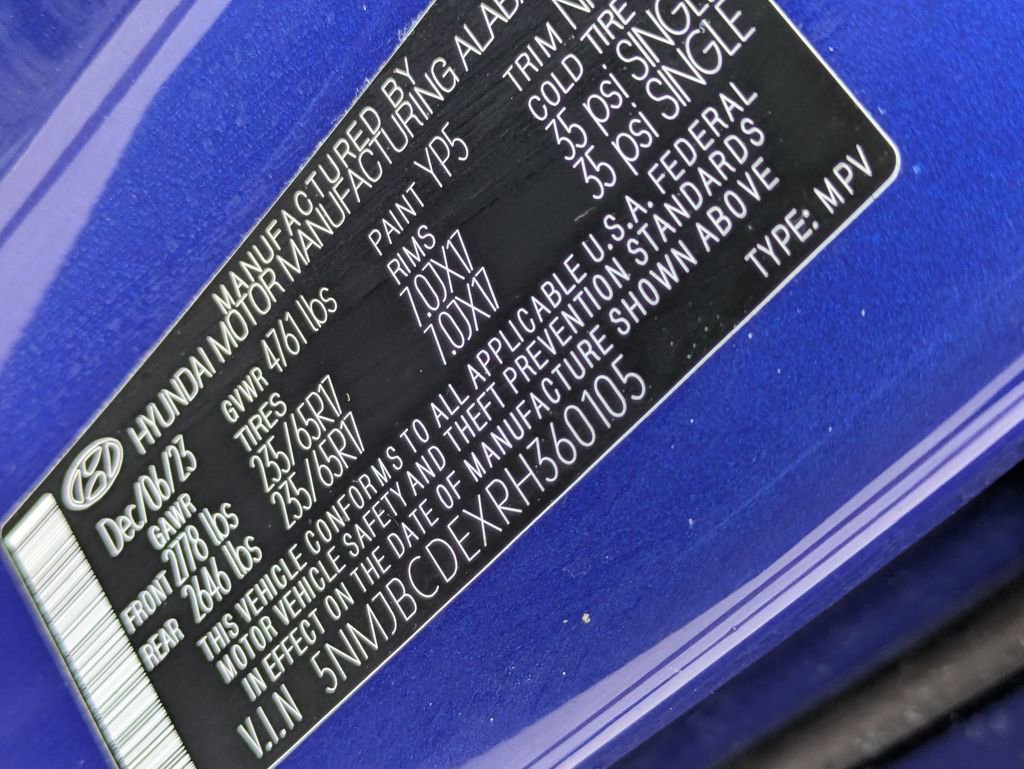 MANUFACTURED BY
HYUNDAI MOTOR MANUFACTURING
Dec/06/23 GVWR 4761 lbs PAINT YP5 TRIM
GAWR TIRES RIMS COLD TIRE
FRONT 2778 lbs 235/65R17 7.0JX17 35 psi SINGLE
REAR 2646 lbs 235/65R17 7.0JX17 35 psi SINGLE
THIS VEHICLE CONFORMS TO ALL APPLICABLE U.S.A. FEDERAL
MOTOR VEHICLE SAFETY AND THEFT PREVENTION STANDARDS
IN EFFECT ON THE DATE OF MANUFACTURE SHOWN ABOVE
V.I.N 5NMJBCDEXRH360105 TYPE: MPV